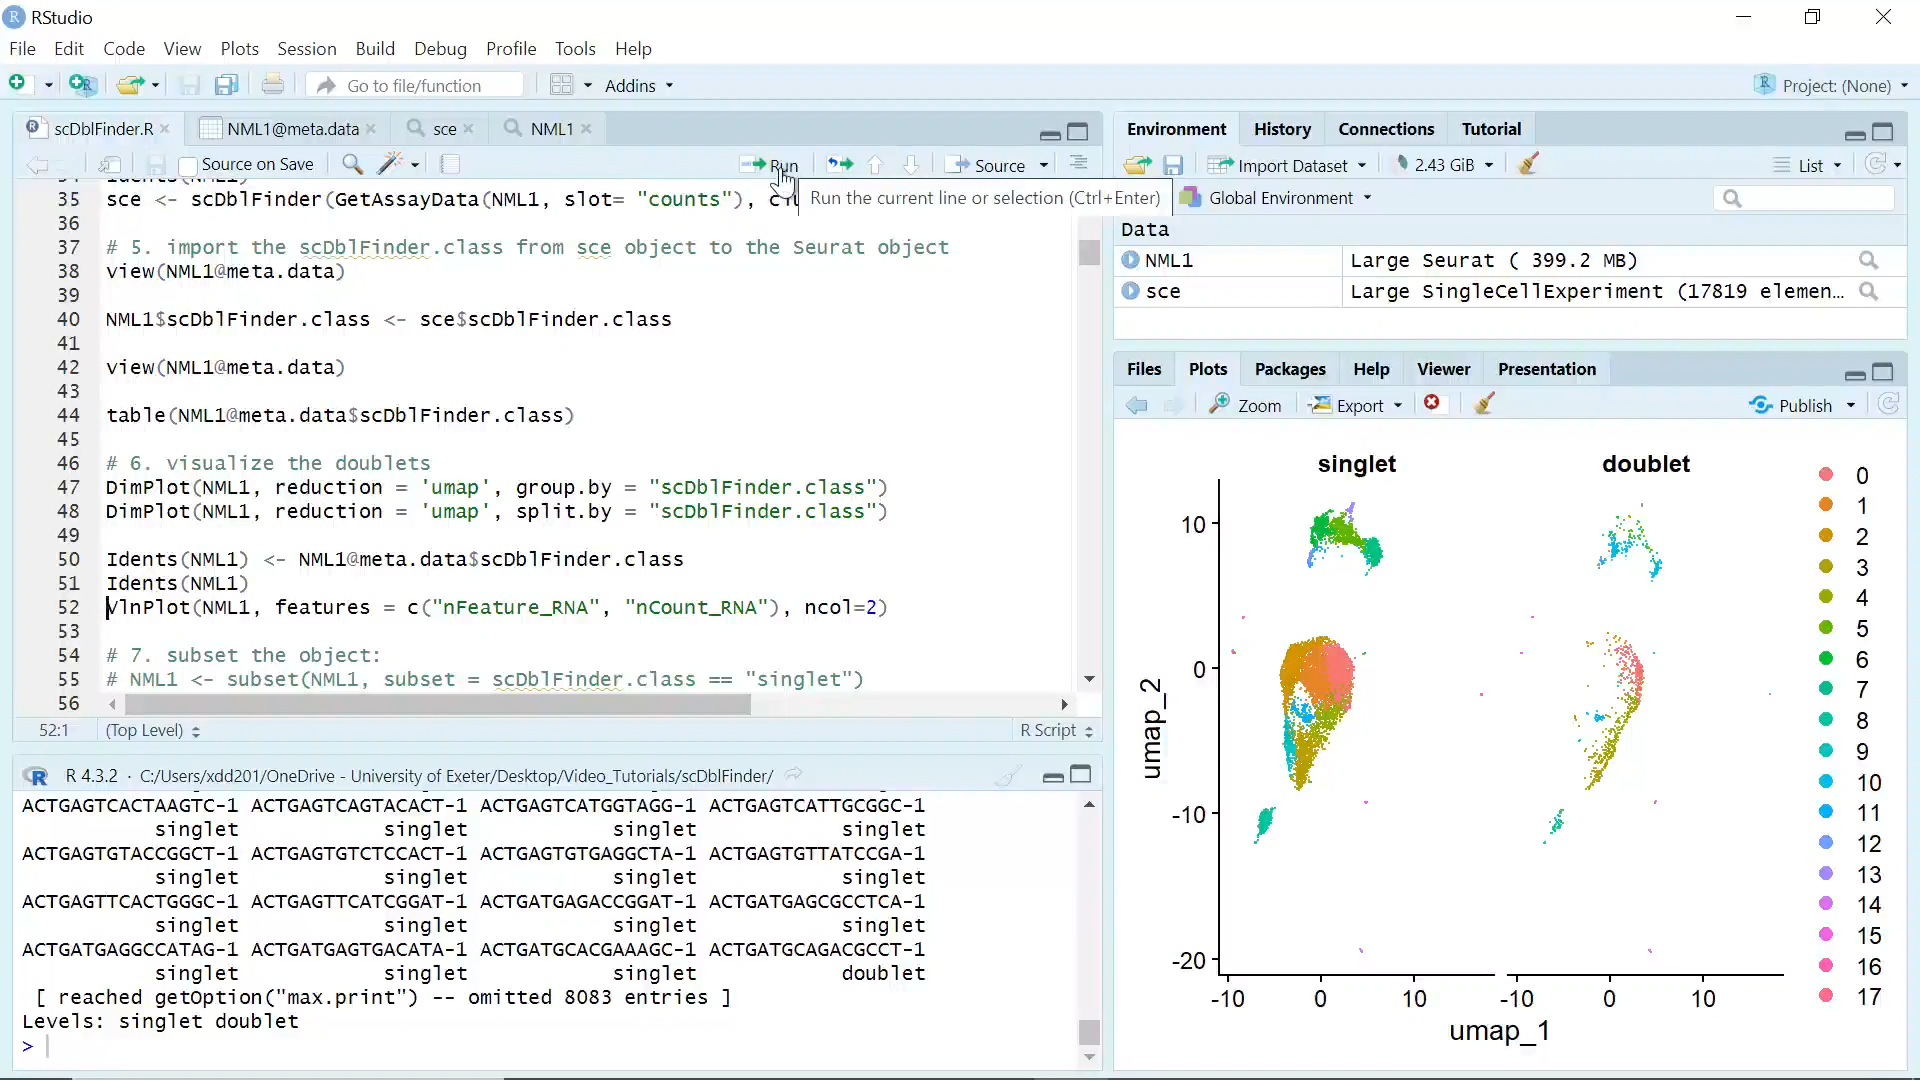 RStudio
File Edit Code View Plots Session Build Debug Profile Tools Help
Go to file/function Addins Project: (None)
scDblFinder.R NML1@meta.data sce NML1
Source on Save Run Source
Run the current line or selection (Ctrl+Enter)
35 sce <- scDblFinder(GetAssayData(NML1, slot= "counts"),
36
37 # 5. import the scDblFinder.class from sce object to the Seurat object
38 view(NML1@meta.data)
39
40 NML1$scDblFinder.class <- sce$scDblFinder.class
41
42 view(NML1@meta.data)
43
44 table(NML1@meta.data$scDblFinder.class)
45
46 # 6. visualize the doublets
47 DimPlot(NML1, reduction = 'umap', group.by = "scDblFinder.class")
48 DimPlot(NML1, reduction = 'umap', split.by = "scDblFinder.class")
49
50 Idents(NML1) <- NML1@meta.data$scDblFinder.class
51 Idents(NML1)
52 VlnPlot(NML1, features = c("nFeature_RNA", "nCount_RNA"), ncol=2)
53
54 # 7. subset the object:
55 # NML1 <- subset(NML1, subset = scDblFinder.class == "singlet")
56
52:1 (Top Level) R Script
R 4.3.2 · C:/Users/xdd201/OneDrive - University of Exeter/Desktop/Video_Tutorials/scDblFinder/
ACTGAGTCACTAAGTC-1 ACTGAGTCAGTACACT-1 ACTGAGTCATGGTAGG-1 ACTGAGTCATTGCGGC-1
singlet singlet singlet singlet
ACTGAGTGTACCGGCT-1 ACTGAGTGTCTCCACT-1 ACTGAGTGTGAGGCTA-1 ACTGAGTGTTATCCGA-1
singlet singlet singlet singlet
ACTGAGTTCACTGGGC-1 ACTGAGTTCATCGGAT-1 ACTGATGAGACCGGAT-1 ACTGATGAGCGCCTCA-1
singlet singlet singlet singlet
ACTGATGAGGCCATAG-1 ACTGATGAGTGACATA-1 ACTGATGCACGAAAGC-1 ACTGATGCAGACGCCT-1
singlet singlet singlet doublet
[ reached getOption("max.print") -- omitted 8083 entries ]
Levels: singlet doublet
>
Environment History Connections Tutorial
Import Dataset 2.43 GiB List
Global Environment
Data
NML1 Large Seurat ( 399.2 MB)
sce Large SingleCellExperiment (17819 elemen…
Files Plots Packages Help Viewer Presentation
Zoom Export Publish
singlet doublet
umap_2
10
0
-10
-20
-10 0 10 -10 0 10
umap_1
0
1
2
3
4
5
6
7
8
9
10
11
12
13
14
15
16
17